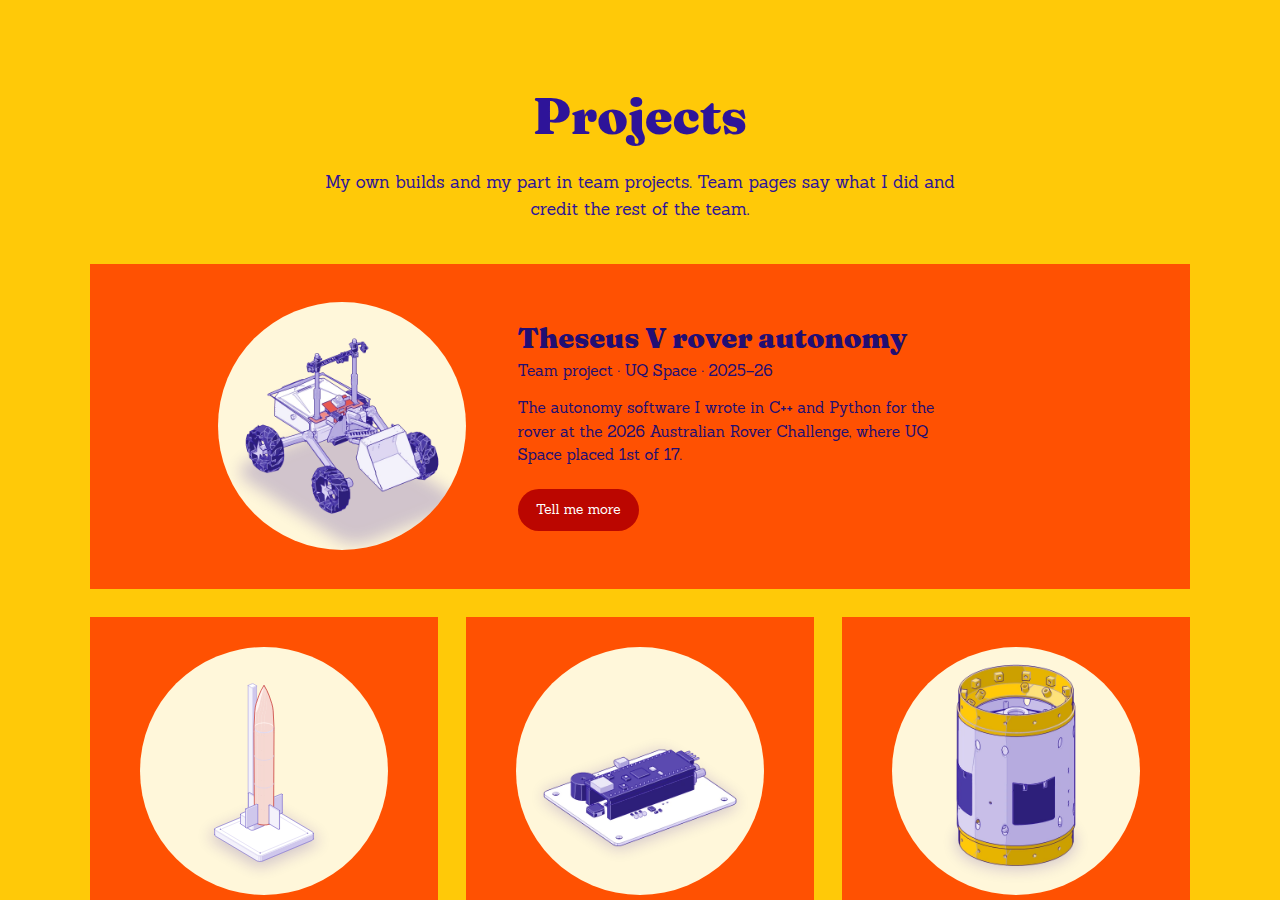 Projects
My own builds and my part in team projects. Team pages say what I did and
credit the rest of the team.
Theseus V rover autonomy
Team project · UQ Space · 2025–26
The autonomy software I wrote in C++ and Python for the
rover at the 2026 Australian Rover Challenge, where UQ
Space placed 1st of 17.
Tell me more